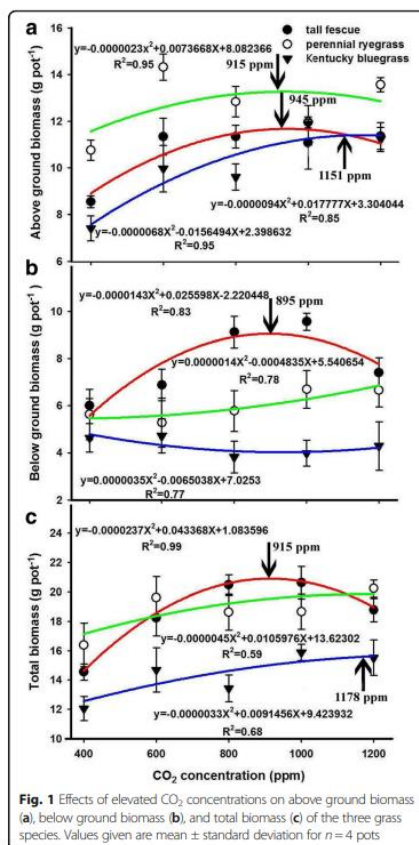 a
● tall fescue
○ perennial ryegrass
▼ Kentucky bluegrass
16
14
12
10
8
6
Above ground biomass (g pot⁻¹)
y=-0.0000023x²+0.0073668X+8.082366
R²=0.95
915 ppm
945 ppm
1151 ppm
y=-0.0000094X²+0.017777X+3.304044
R²=0.85
y=-0.0000068X²-0.0156494X+2.398632
R²=0.95
b
10
8
6
4
2
Below ground biomass (g pot⁻¹)
y=-0.0000143X²+0.025598X-2.220448
R²=0.83
895 ppm
y=0.0000014X²-0.0004835X+5.540654
R²=0.78
y=0.0000035X²-0.0065038X+7.0253
R²=0.77
c
24
22
20
18
16
14
12
10
Total biomass (g pot⁻¹)
y=-0.0000237X²+0.043368X+1.083596
R²=0.99
915 ppm
y=-0.0000045X²+0.0105976X+13.62302
R²=0.59
1178 ppm
y=-0.0000033X²+0.0091456X+9.423932
R²=0.68
400 600 800 1000 1200
CO₂ concentration (ppm)
Fig. 1 Effects of elevated CO₂ concentrations on above ground biomass
(a), below ground biomass (b), and total biomass (c) of the three grass
species. Values given are mean ± standard deviation for n = 4 pots